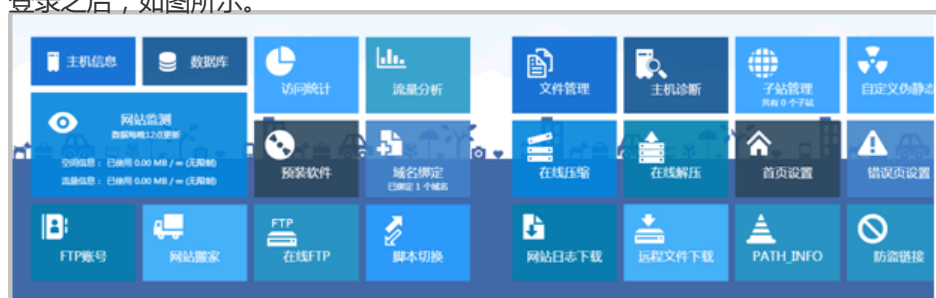 登录之后，如图所示。
主机信息
数据库
访问统计
流量分析
文件管理
主机诊断
子站管理
共有 0 个子站
自定义伪静态
网站监测
数据每晚12点更新
空间信息： 已使用 0.00 MB / ∞ (无限制)
流量信息： 已使用 0.00 MB / ∞ (无限制)
预装软件
域名绑定
已绑定 1 个域名
在线压缩
在线解压
首页设置
错误页设置
FTP账号
网站搬家
FTP
在线FTP
脚本切换
网站日志下载
远程文件下载
PATH_INFO
防盗链接